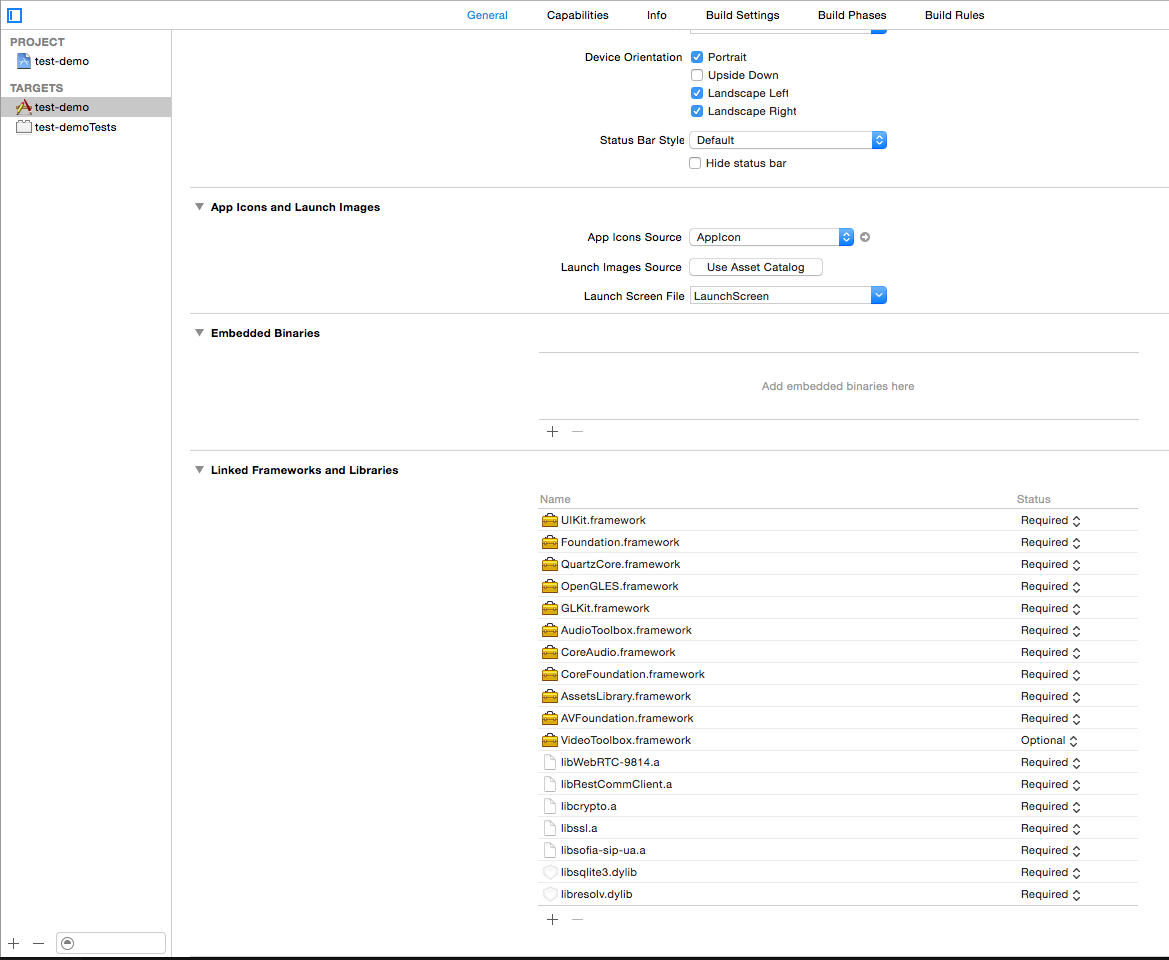 General Capabilities Info Build Settings Build Phases Build Rules
PROJECT
test-demo
TARGETS
test-demo
test-demoTests
Device Orientation Portrait
Upside Down
Landscape Left
Landscape Right
Status Bar Style Default
Hide status bar
App Icons and Launch Images
App Icons Source AppIcon
Launch Images Source Use Asset Catalog
Launch Screen File LaunchScreen
Embedded Binaries
Add embedded binaries here
Linked Frameworks and Libraries
Name Status
UIKit.framework Required
Foundation.framework Required
QuartzCore.framework Required
OpenGLES.framework Required
GLKit.framework Required
AudioToolbox.framework Required
CoreAudio.framework Required
CoreFoundation.framework Required
AssetsLibrary.framework Required
AVFoundation.framework Required
VideoToolbox.framework Optional
libWebRTC-9814.a Required
libRestCommClient.a Required
libcrypto.a Required
libssl.a Required
libsofia-sip-ua.a Required
libsqlite3.dylib Required
libresolv.dylib Required